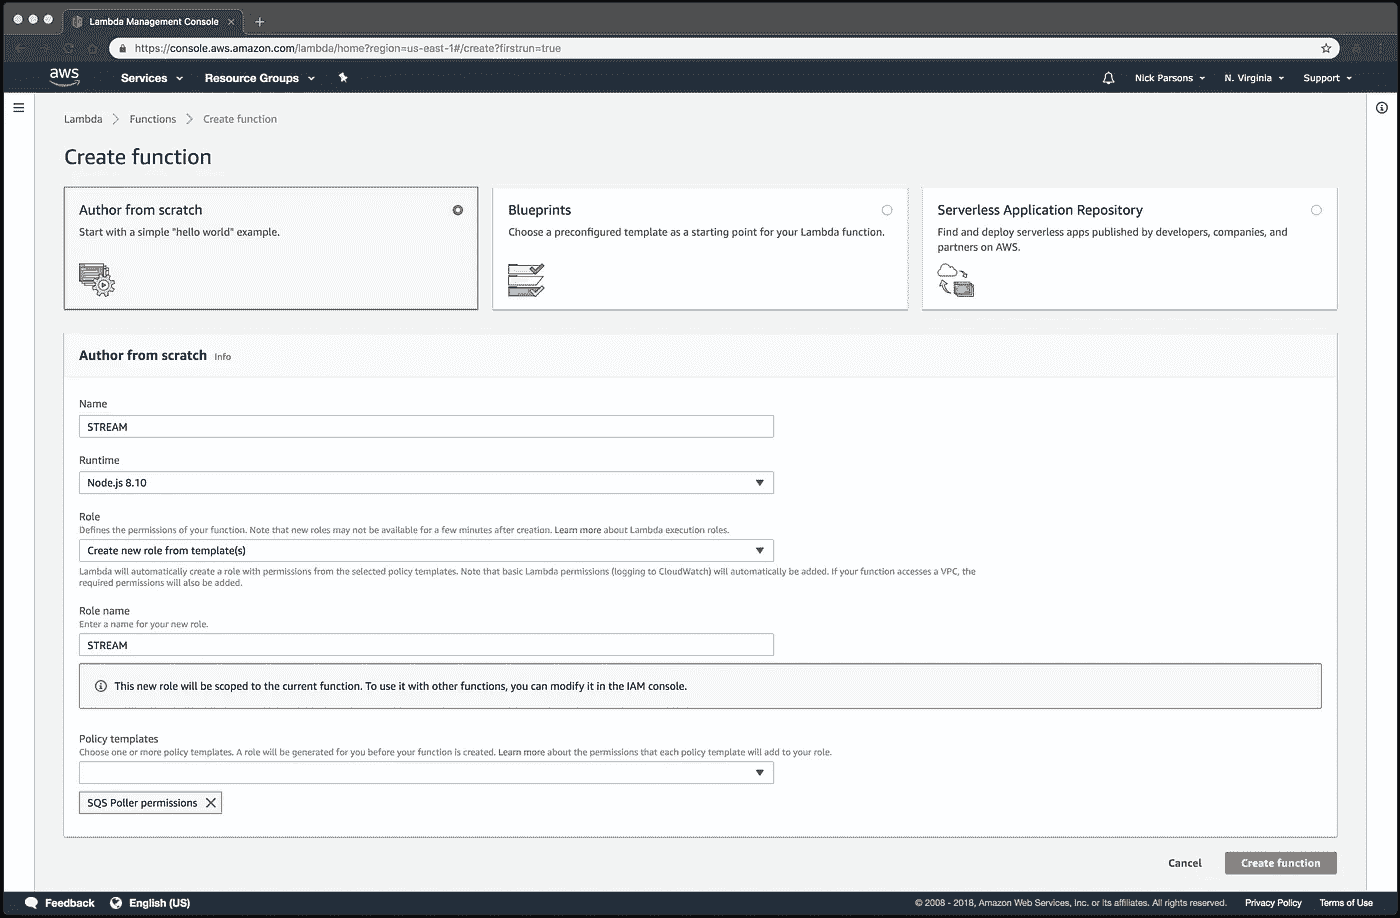 Lambda Management Console
https://console.aws.amazon.com/lambda/home?region=us-east-1#/create?firstrun=true
aws Services Resource Groups Nick Parsons N. Virginia Support
Lambda Functions Create function
Create function
Author from scratch
Start with a simple "hello world" example.
Blueprints
Choose a preconfigured template as a starting point for your Lambda function.
Serverless Application Repository
Find and deploy serverless apps published by developers, companies, and
partners on AWS.
Author from scratch Info
Name
STREAM
Runtime
Node.js 8.10
Role
Defines the permissions of your function. Note that new roles may not be available for a few minutes after creation. Learn more about Lambda execution roles.
Create new role from template(s)
Lambda will automatically create a role with permissions from the selected policy templates. Note that basic Lambda permissions (logging to CloudWatch) will automatically be added. If your function accesses a VPC, the
required permissions will also be added.
Role name
Enter a name for your new role.
STREAM
This new role will be scoped to the current function. To use it with other functions, you can modify it in the IAM console.
Policy templates
Choose one or more policy templates. A role will be generated for you before your function is created. Learn more about the permissions that each policy template will add to your role.
SQS Poller permissions
Cancel Create function
Feedback English (US) © 2008 - 2018, Amazon Web Services, Inc. or its affiliates. All rights reserved. Privacy Policy Terms of Use